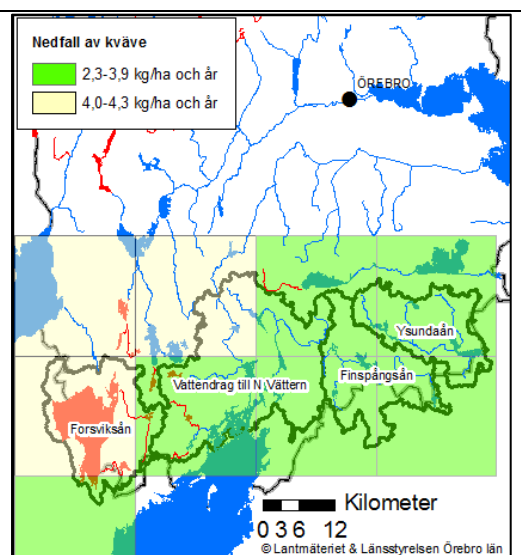 Nedfall av kväve
2,3-3,9 kg/ha och år
4,0-4,3 kg/ha och år
ÖREBRO
Ysundaån
Finspångsån
Vattendrag till N Vättern
Forsviksån
Kilometer
0 3 6 12
© Lantmäteriet & Länsstyrelsen Örebro län